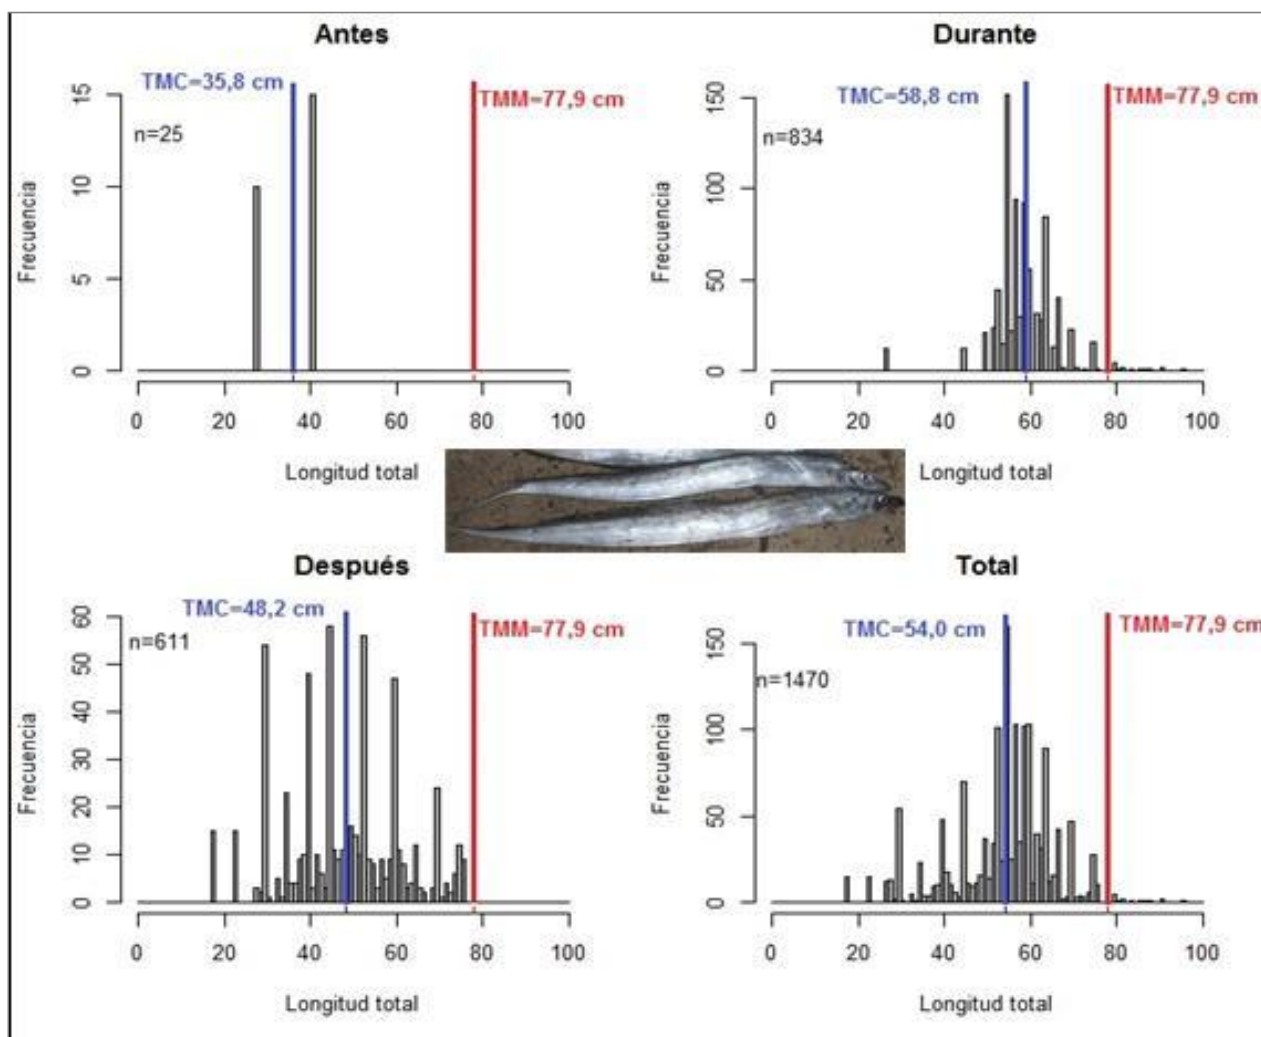 Antes
TMC=35,8 cm
TMM=77,9 cm
n=25
Frecuencia
15
10
5
0
0 20 40 60 80 100
Longitud total
Durante
TMC=58,8 cm
TMM=77,9 cm
n=834
Frecuencia
150
100
50
0
0 20 40 60 80 100
Longitud total
Después
TMC=48,2 cm
TMM=77,9 cm
n=611
Frecuencia
60
50
40
30
20
10
0
0 20 40 60 80 100
Longitud total
Total
TMC=54,0 cm
TMM=77,9 cm
n=1470
Frecuencia
150
100
50
0
0 20 40 60 80 100
Longitud total